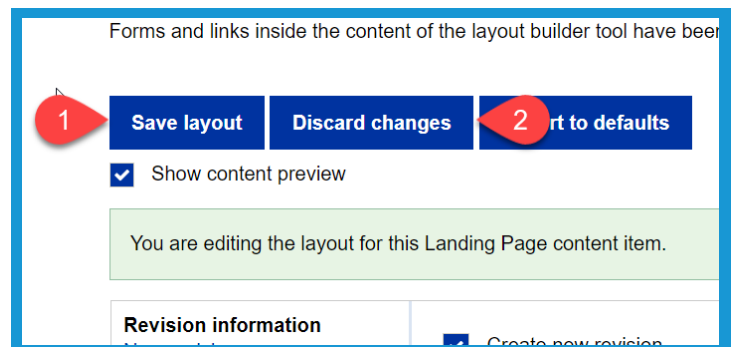 Forms and links inside the content of the layout builder tool have been
1 Save layout Discard changes 2 rt to defaults
Show content preview
You are editing the layout for this Landing Page content item.
Revision information
Create new revision